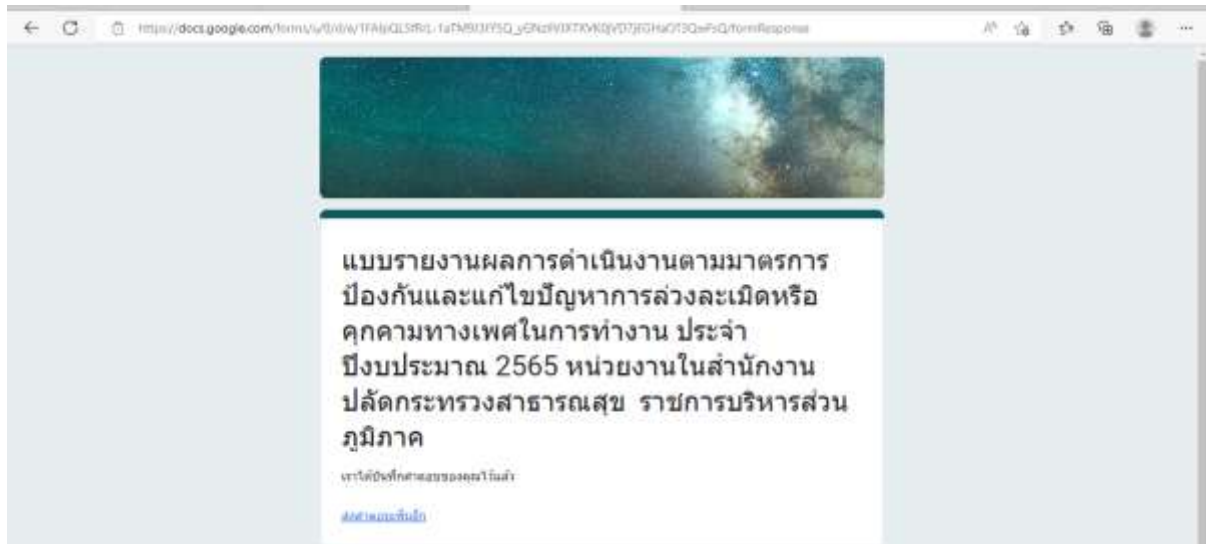 docs.google.com/forms/
แบบรายงานผลการดำเนินงานตามมาตรการ
ป้องกันและแก้ไขปัญหาการล่วงละเมิดหรือ
คุกคามทางเพศในการทำงาน ประจำ
ปีงบประมาณ 2565 หน่วยงานในสำนักงาน
ปลัดกระทรวงสาธารณสุข ราชการบริหารส่วน
ภูมิภาค
เราได้บันทึกคำตอบของคุณไว้แล้ว
ส่งคำตอบเพิ่มอีก